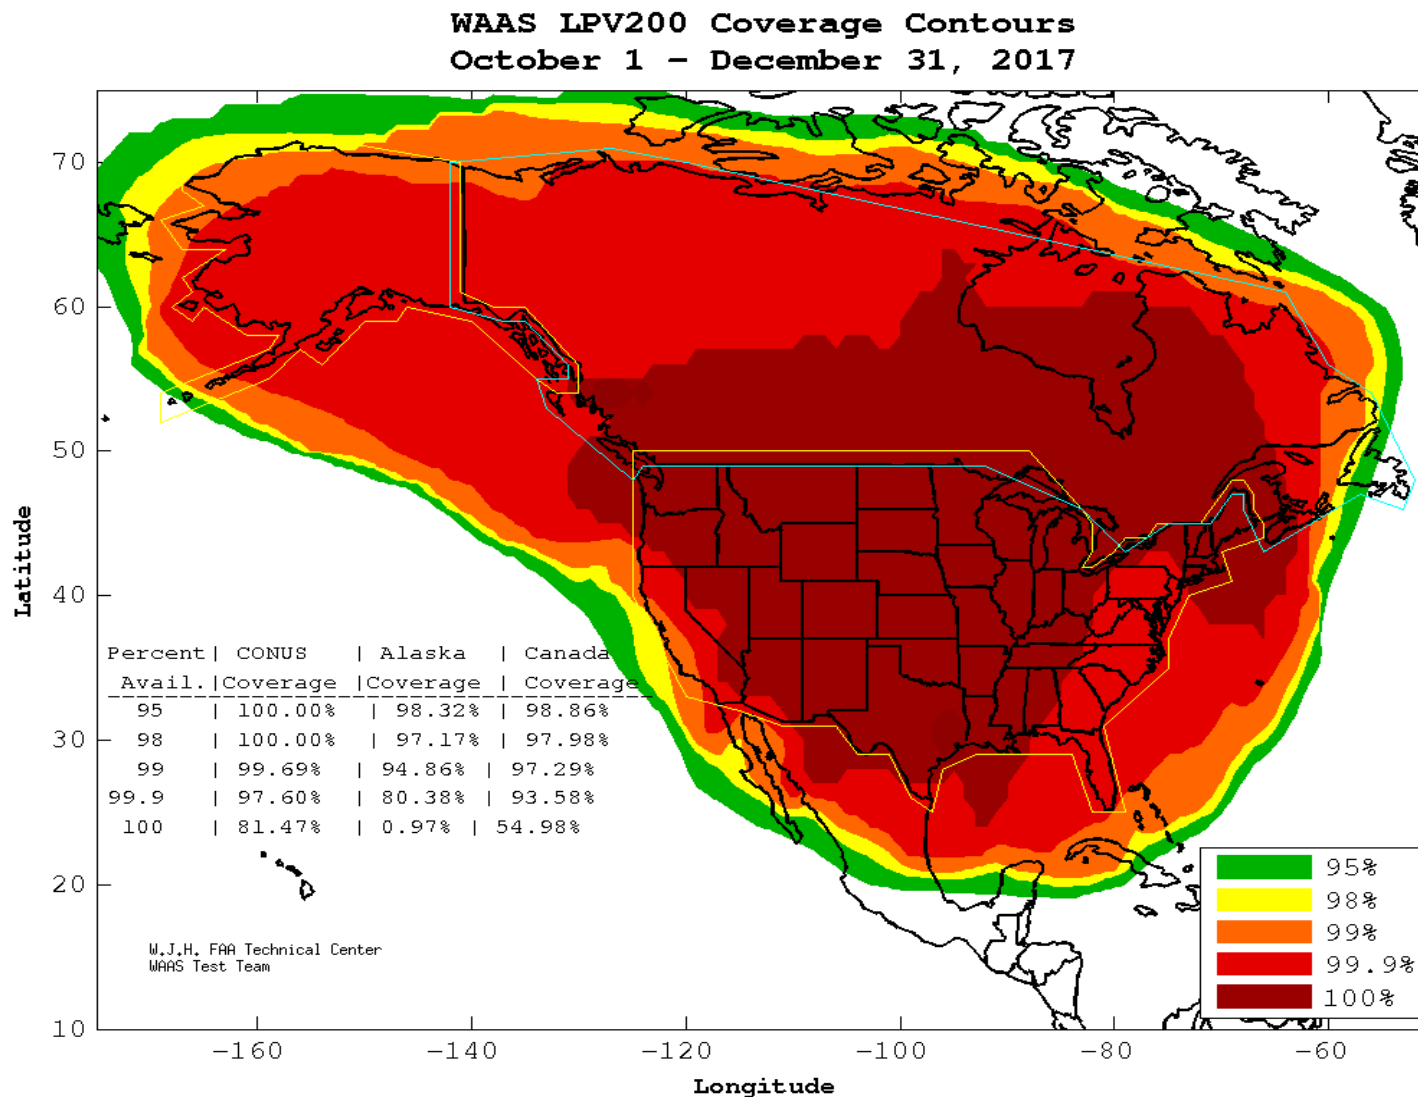 WAAS LPV200 Coverage Contours
October 1 – December 31, 2017
70
60
50
40
30
20
10
Latitude
Percent| CONUS | Alaska | Canada
Avail.|Coverage |Coverage | Coverage
95 | 100.00% | 98.32% | 98.86%
98 | 100.00% | 97.17% | 97.98%
99 | 99.69% | 94.86% | 97.29%
99.9 | 97.60% | 80.38% | 93.58%
100 | 81.47% | 0.97% | 54.98%
W.J.H. FAA Technical Center
WAAS Test Team
95%
98%
99%
99.9%
100%
−160 −140 −120 −100 −80 −60
Longitude